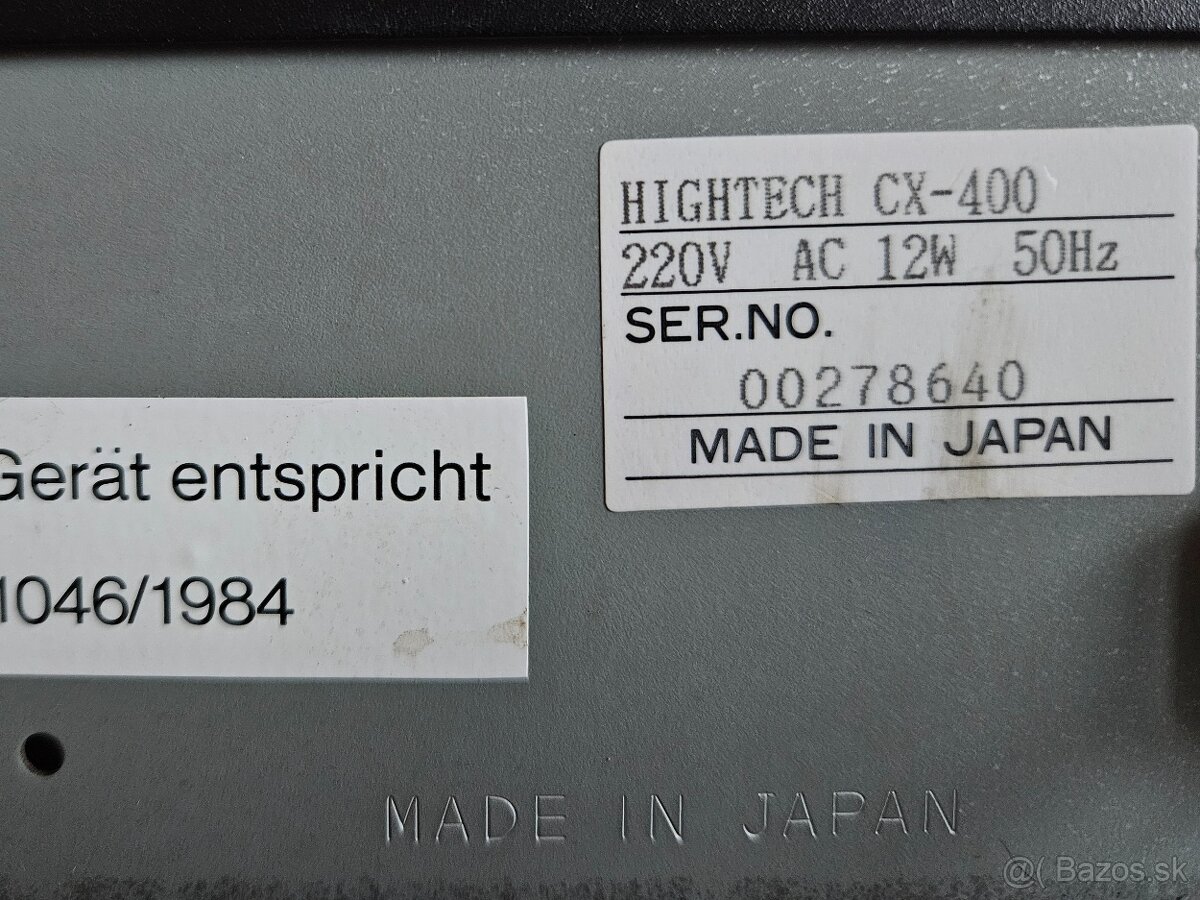 HIGHTECH CX-400
220V AC 12W 50Hz
SER.NO.
00278640
MADE IN JAPAN
Gerät entspricht
1046/1984
MADE IN JAPAN
@( Bazos.sk